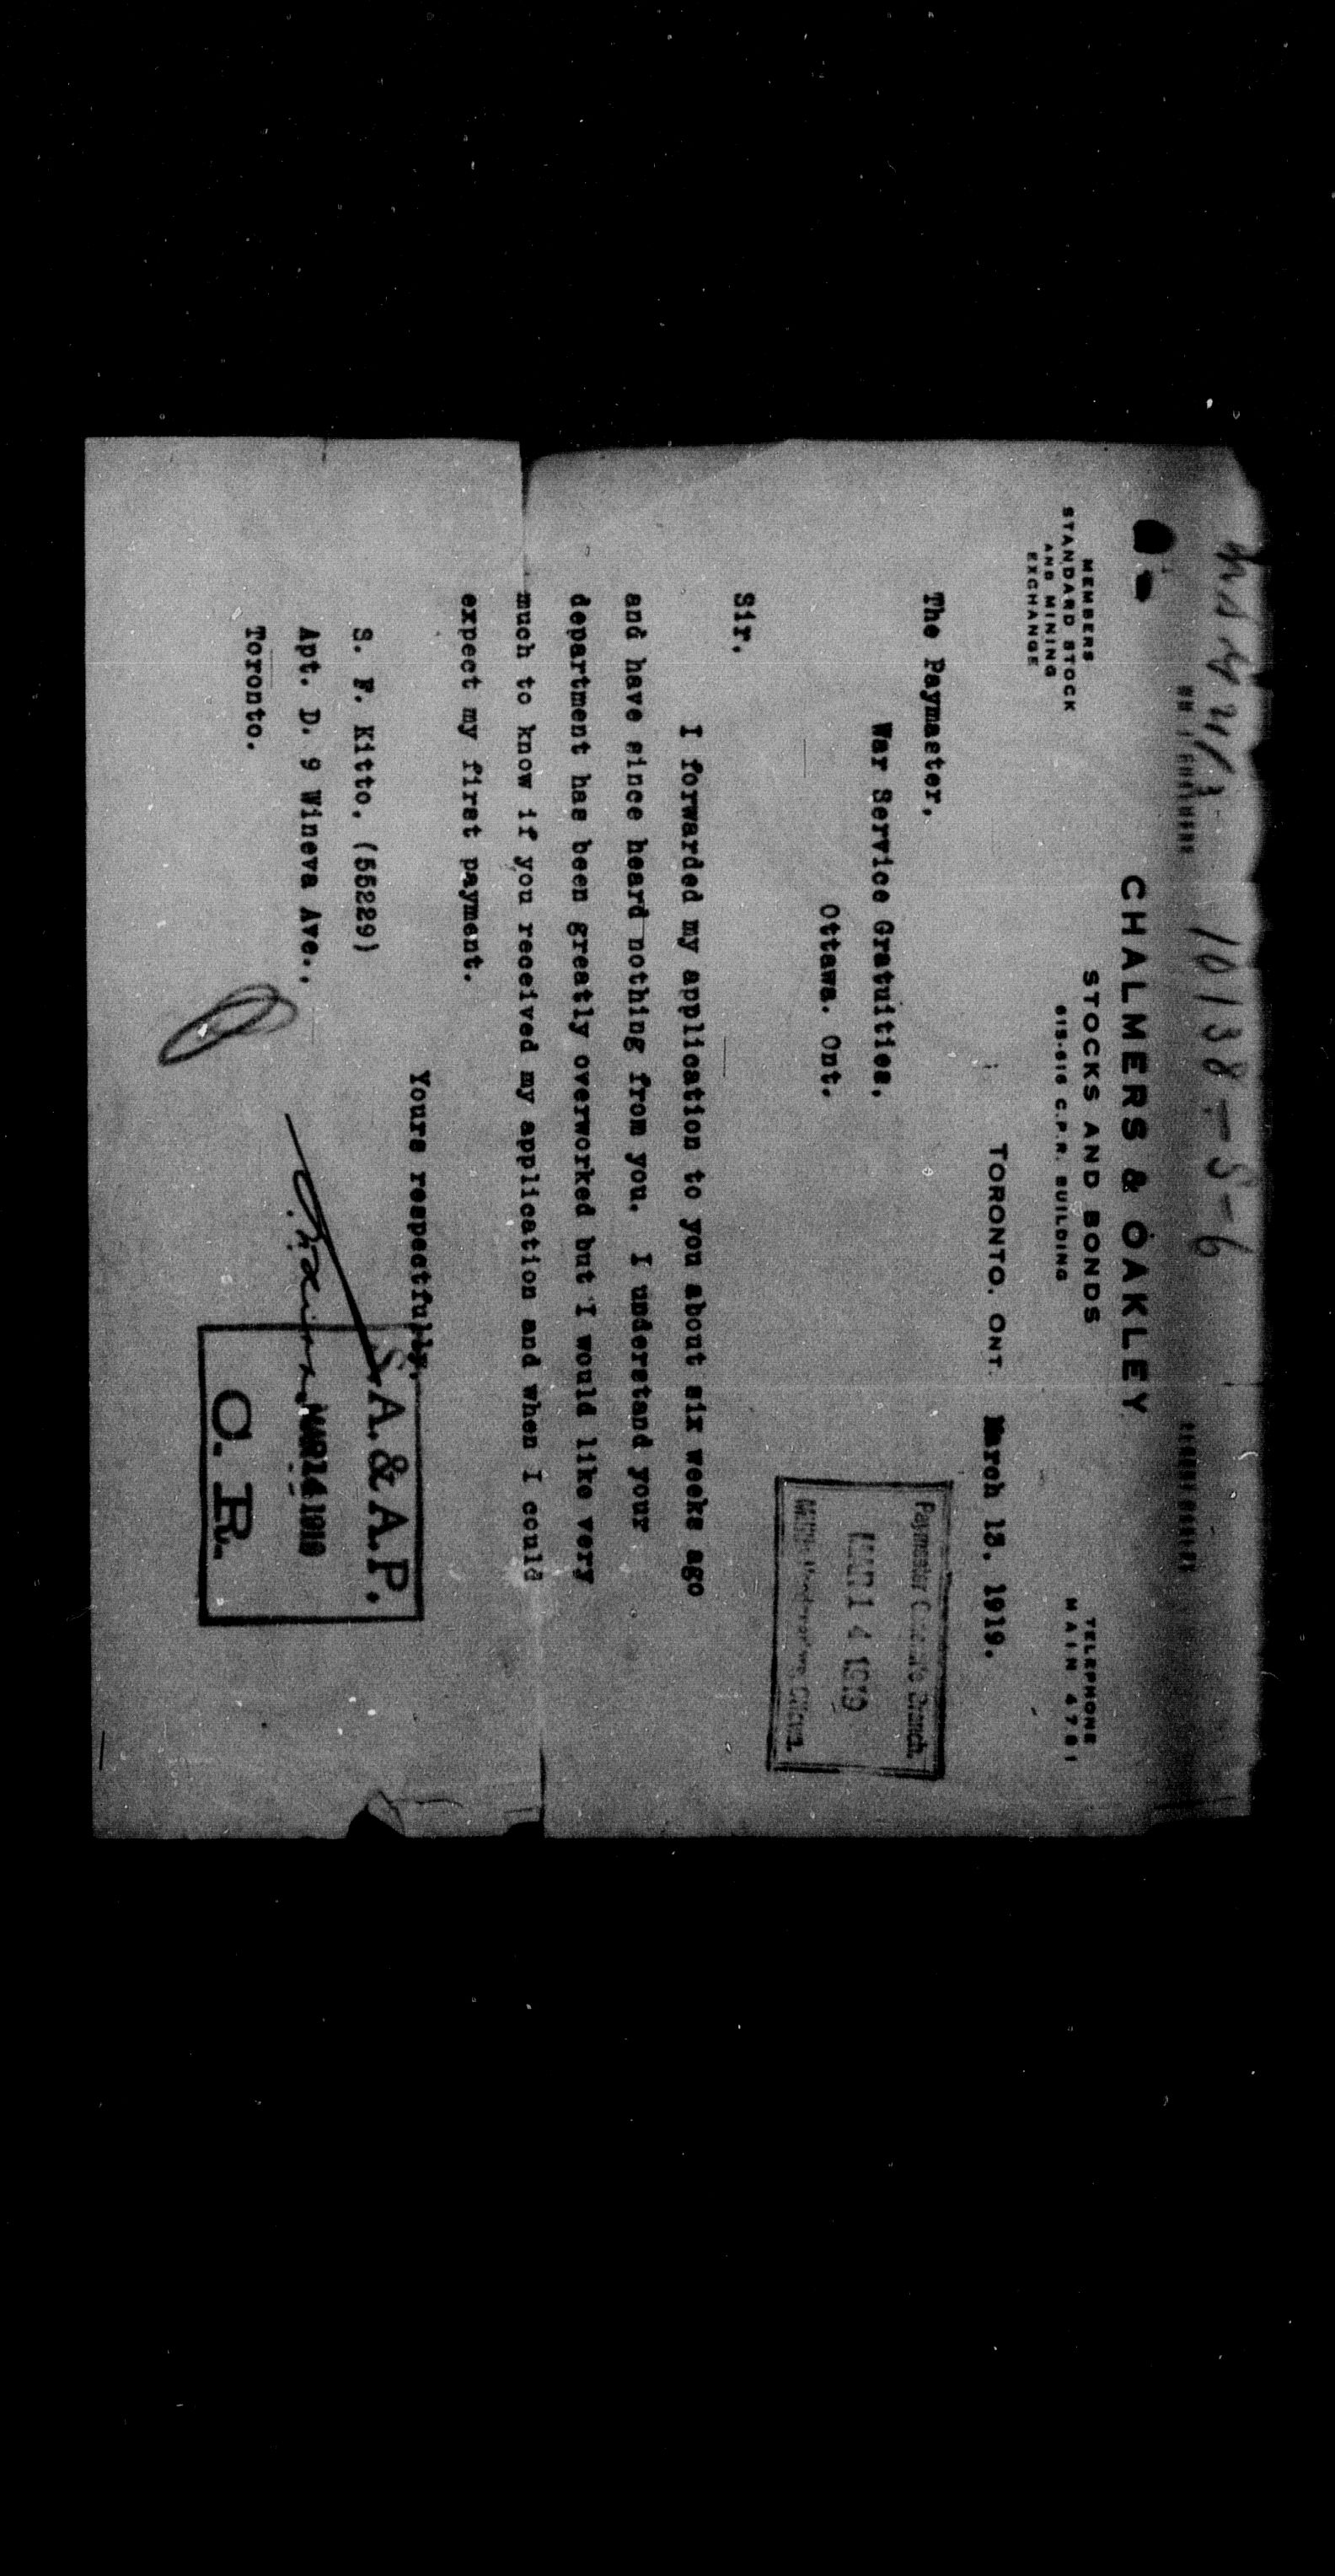 10138-S-6
CHALMERS & OAKLEY
STOCKS AND BONDS
615-616 C.P.R. BUILDING
MEMBERS
STANDARD STOCK
AND MINING
EXCHANGE
TELEPHONE
MAIN 4781
TORONTO, ONT March 13, 1919.
Paymaster Branch,
MAR 14 1919
The Paymaster,
War Service Gratuities,
Ottawa. Ont.
Sir,
I forwarded my application to you about six weeks ago
and have since heard nothing from you. I understand your
department has been greatly overworked but I would like very
much to know if you received my application and when I could
expect my first payment.
Yours respectfully,
S. F. Kitto, (55229)
Apt. D. 9 Wineva Ave.,
Toronto.
S.A. & A.P.
MAR 14 1919
C. R.